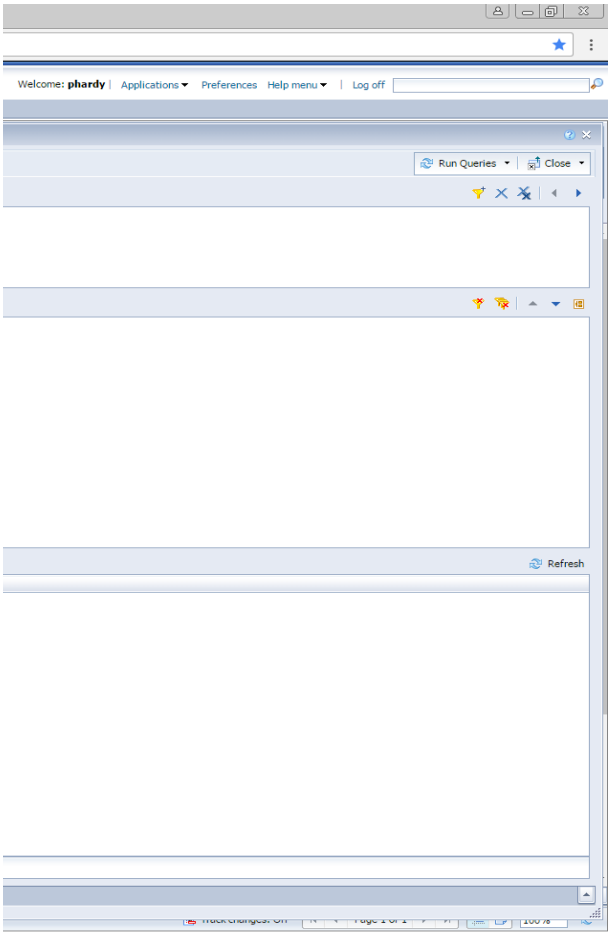 Welcome: phardy | Applications Preferences Help menu | Log off
Run Queries Close
Refresh
Track changes: On Page 1 of 1 100%